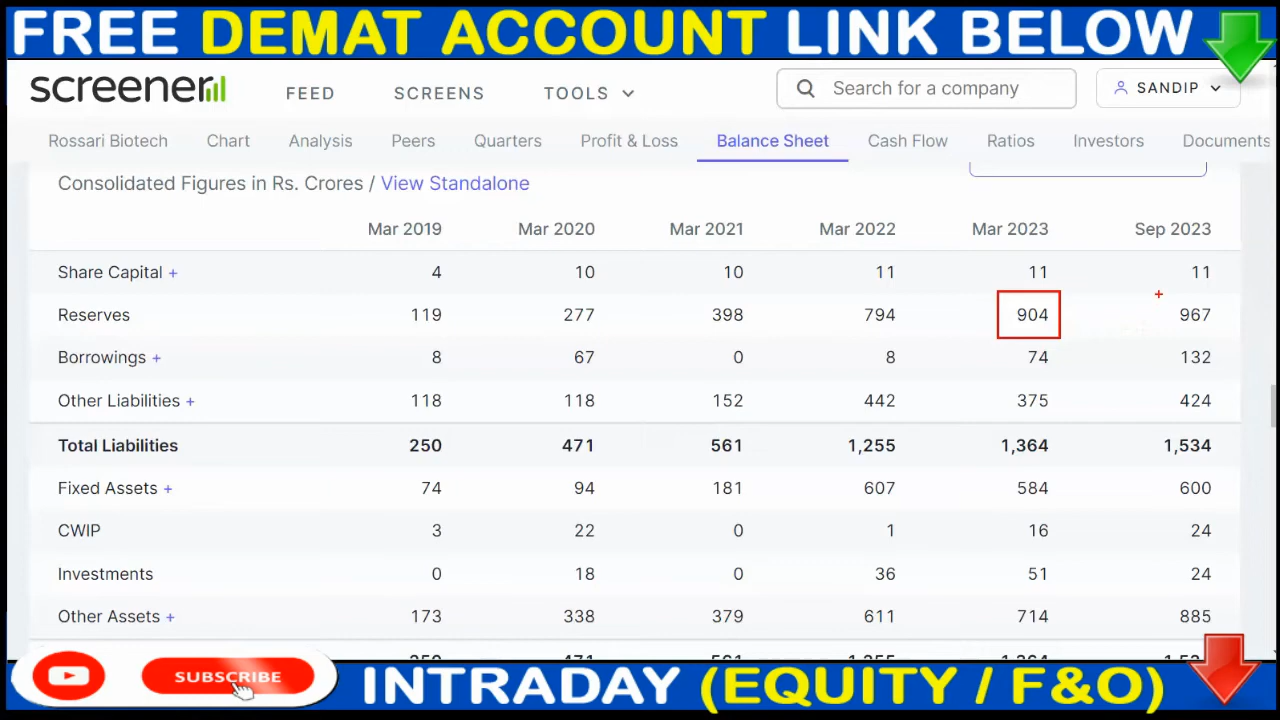 FREE DEMAT ACCOUNT LINK BELOW
screener FEED SCREENS TOOLS Search for a company SANDIP
Rossari Biotech Chart Analysis Peers Quarters Profit & Loss Balance Sheet Cash Flow Ratios Investors Documents
Consolidated Figures in Rs. Crores / View Standalone
Mar 2019 Mar 2020 Mar 2021 Mar 2022 Mar 2023 Sep 2023
Share Capital + 4 10 10 11 11 11
Reserves 119 277 398 794 904 967
Borrowings + 8 67 0 8 74 132
Other Liabilities + 118 118 152 442 375 424
Total Liabilities 250 471 561 1,255 1,364 1,534
Fixed Assets + 74 94 181 607 584 600
CWIP 3 22 0 1 16 24
Investments 0 18 0 36 51 24
Other Assets + 173 338 379 611 714 885
SUBSCRIBE
INTRADAY (EQUITY / F&O)